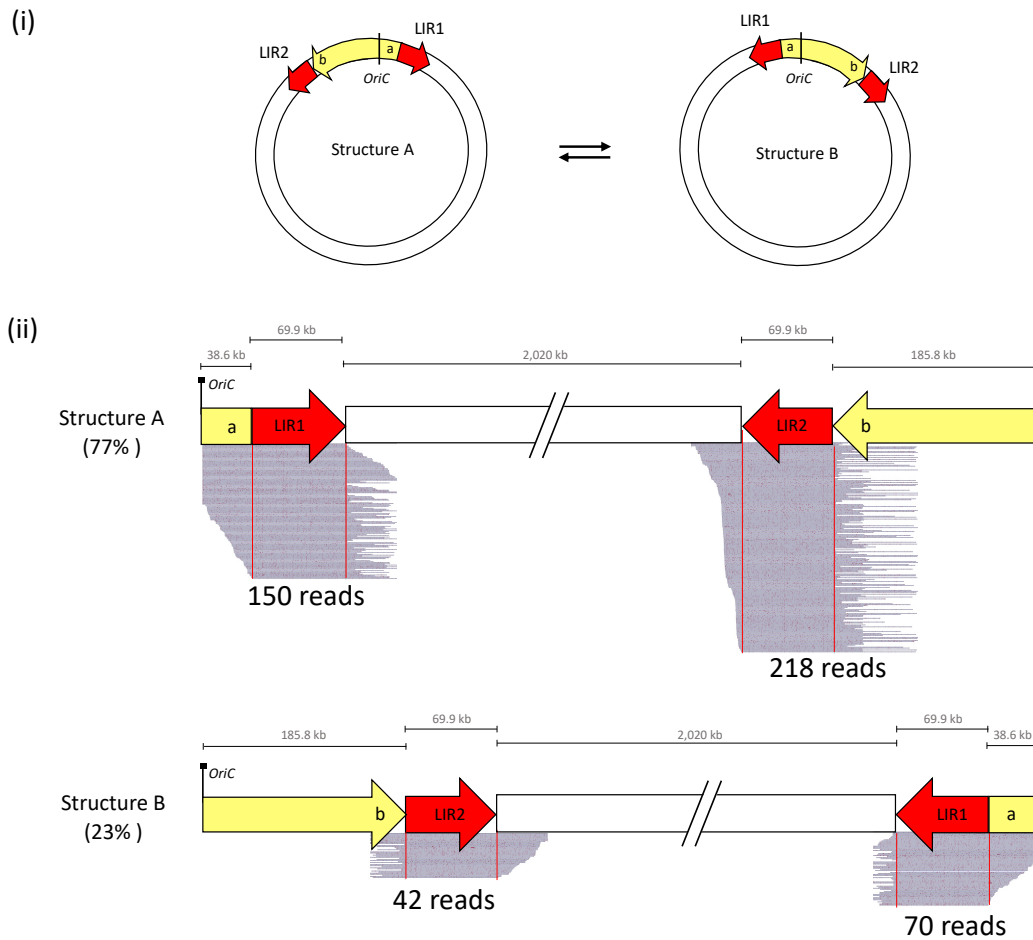 (i)
LIR2
b
a
LIR1
OriC
Structure A
LIR1
a
b
LIR2
OriC
Structure B
(ii)
69.9 kb
69.9 kb
38.6 kb
2,020 kb
185.8 kb
OriC
Structure A
(77%)
a
LIR1
LIR2
b
150 reads
218 reads
69.9 kb
69.9 kb
185.8 kb
2,020 kb
38.6 kb
OriC
Structure B
(23% )
b
LIR2
LIR1
a
42 reads
70 reads